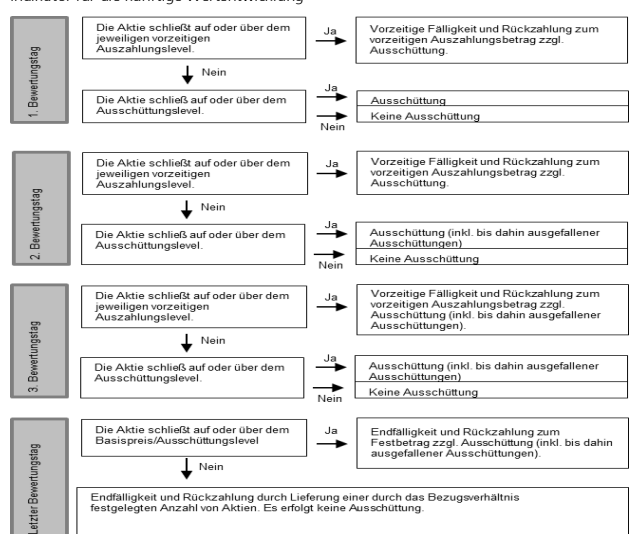 Indikator für die künftige Wertentwicklung
1. Bewertungstag
Die Aktie schließt auf oder über dem
jeweiligen vorzeitigen
Auszahlungslevel.
Ja
Vorzeitige Fälligkeit und Rückzahlung zum
vorzeitigen Auszahlungsbetrag zzgl.
Ausschüttung.
Nein
Die Aktie schließ auf oder über dem
Ausschüttungslevel.
Ja
Ausschüttung
Nein
Keine Ausschüttung
2. Bewertungstag
Die Aktie schließt auf oder über dem
jeweiligen vorzeitigen
Auszahlungslevel.
Ja
Vorzeitige Fälligkeit und Rückzahlung zum
vorzeitigen Auszahlungsbetrag zzgl.
Ausschüttung.
Nein
Die Aktie schließ auf oder über dem
Ausschüttungslevel.
Ja
Ausschüttung (inkl. bis dahin ausgefallener
Ausschüttungen)
Nein
Keine Ausschüttung
3. Bewertungstag
Die Aktie schließt auf oder über dem
jeweiligen vorzeitigen
Auszahlungslevel.
Ja
Vorzeitige Fälligkeit und Rückzahlung zum
vorzeitigen Auszahlungsbetrag zzgl.
Ausschüttung (inkl. bis dahin ausgefallener
Ausschüttungen).
Nein
Die Aktie schließ auf oder über dem
Ausschüttungslevel.
Ja
Ausschüttung (inkl. bis dahin ausgefallener
Ausschüttungen)
Nein
Keine Ausschüttung
Letzter Bewertungstag
Die Aktie schließt auf oder über dem
Basispreis/Ausschüttungslevel
Ja
Endfälligkeit und Rückzahlung zum
Festbetrag zzgl. Ausschüttung (inkl. bis dahin
ausgefallener Ausschüttungen).
Nein
Endfälligkeit und Rückzahlung durch Lieferung einer durch das Bezugsverhältnis
festgelegten Anzahl von Aktien. Es erfolgt keine Ausschüttung.